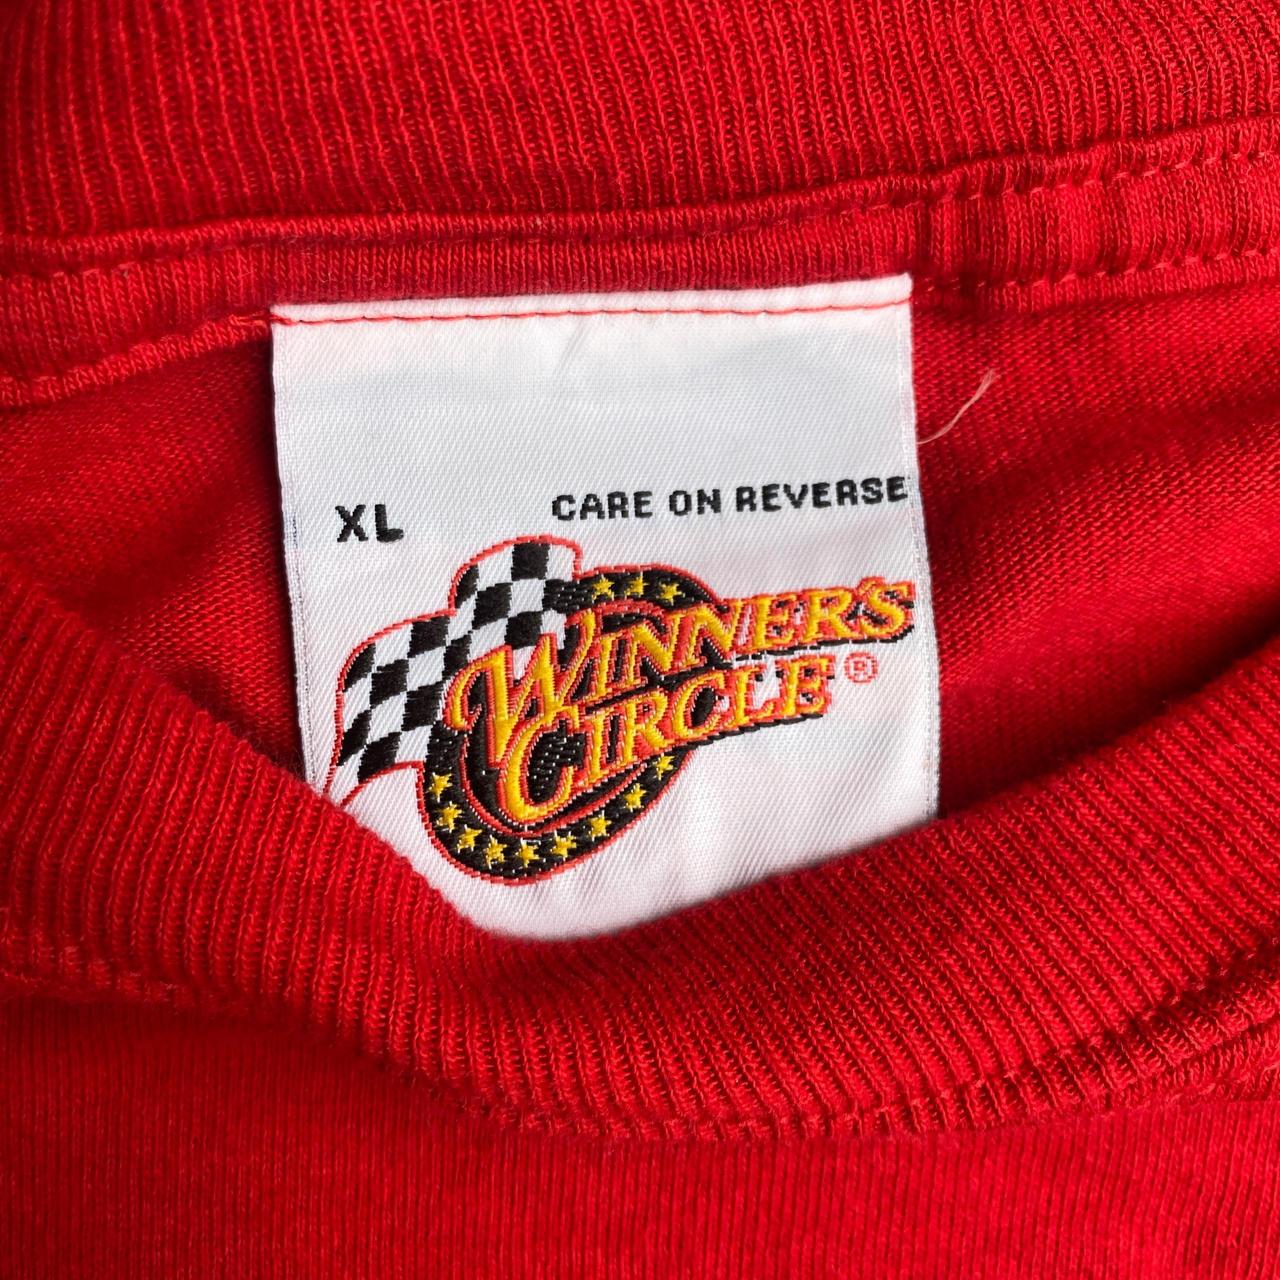 XL CARE ON REVERSE
WINNER'S
CIRCLE ®